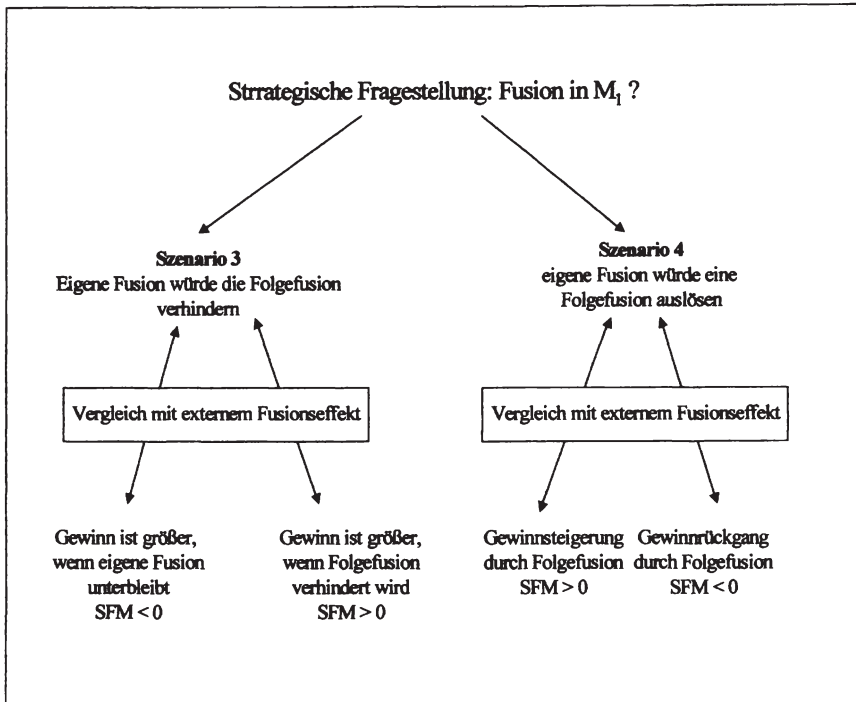 Strrategische Fragestellung: Fusion in M1 ?
Szenario 3
Eigene Fusion würde die Folgefusion
verhindern
Szenario 4
eigene Fusion würde eine
Folgefusion auslösen
Vergleich mit externem Fusionseffekt
Vergleich mit externem Fusionseffekt
Gewinn ist größer,
wenn eigene Fusion
unterbleibt
SFM < 0
Gewinn ist größer,
wenn Folgefusion
verhindert wird
SFM > 0
Gewinnsteigerung
durch Folgefusion
SFM > 0
Gewinnrückgang
durch Folgefusion
SFM < 0